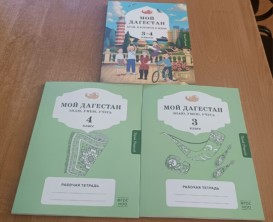 МОЙ ДАГЕСТАН
3-4
МОЙ ДАГЕСТАН
ЗНАЮ, УМЕЮ, УЧУСЬ
4
КЛАСС
РАБОЧАЯ ТЕТРАДЬ
МОЙ ДАГЕСТАН
ЗНАЮ, УМЕЮ, УЧУСЬ
3
КЛАСС
РАБОЧАЯ ТЕТРАДЬ